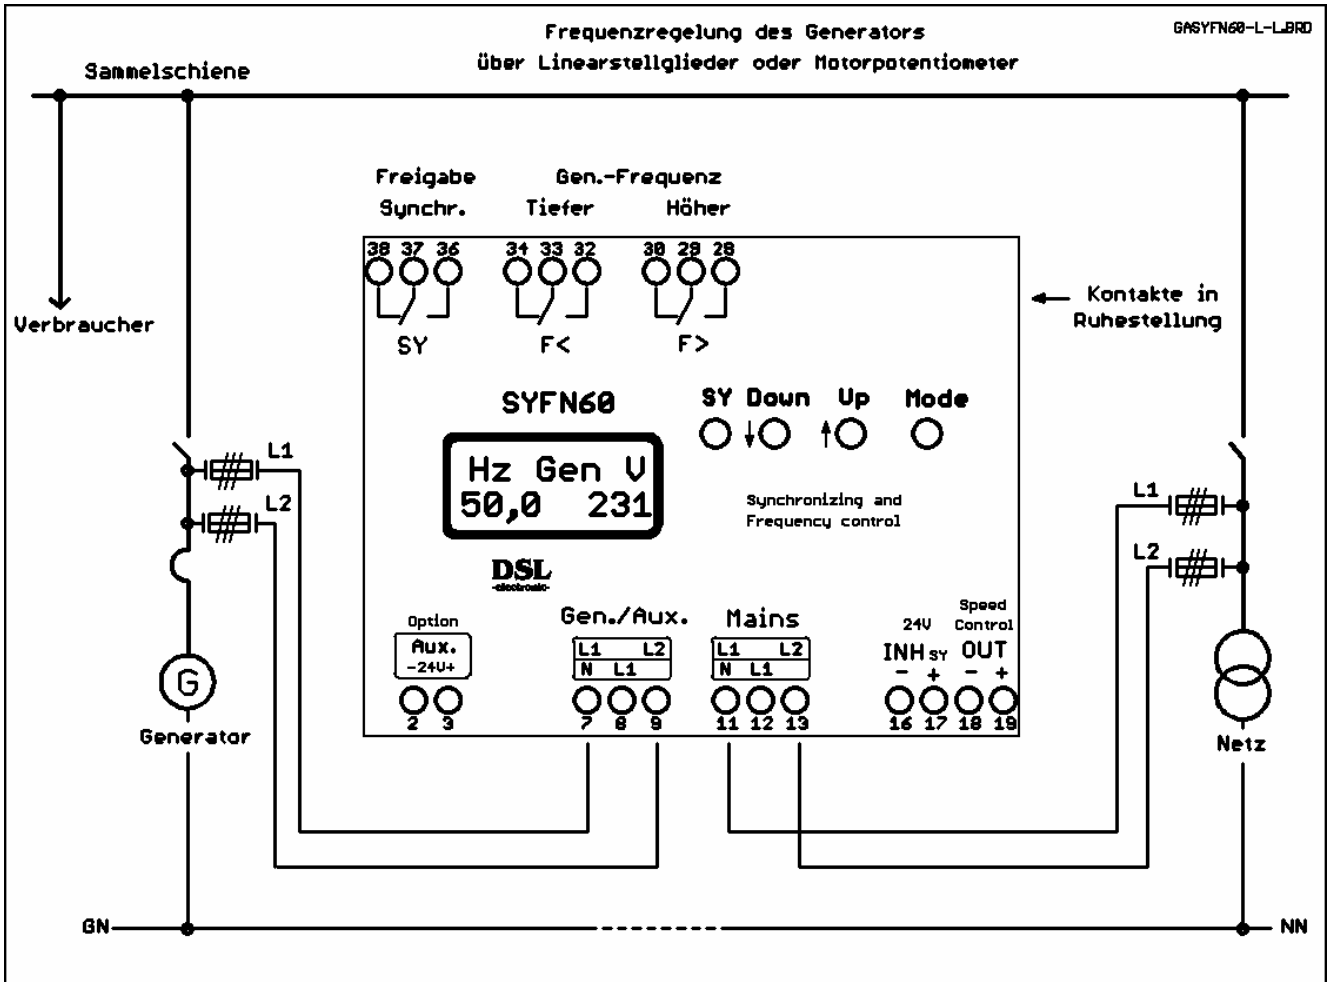 Frequenzregelung des Generators
über Linearstellglieder oder Motorpotentiometer
GASYFN60-L-L.BRD
Sammelschiene
Freigabe
Synchr.
Gen.-Frequenz
Tiefer Höher
38 37 36 34 33 32 30 29 28
SY F< F>
Kontakte in
Ruhestellung
Verbraucher
SYFN60
SY Down Up Mode
Hz Gen V
50,0 231
Synchronizing and
Frequency control
L1
L2
L1
L2
DSL
-electronic-
Option
Aux.
-24V+
Gen./Aux.
L1 L2
N L1
Mains
L1 L2
N L1
24V
INH SY
- +
Speed
Control
OUT
- +
2 3 7 8 9 11 12 13 16 17 18 19
G
Generator
Netz
GN
NN